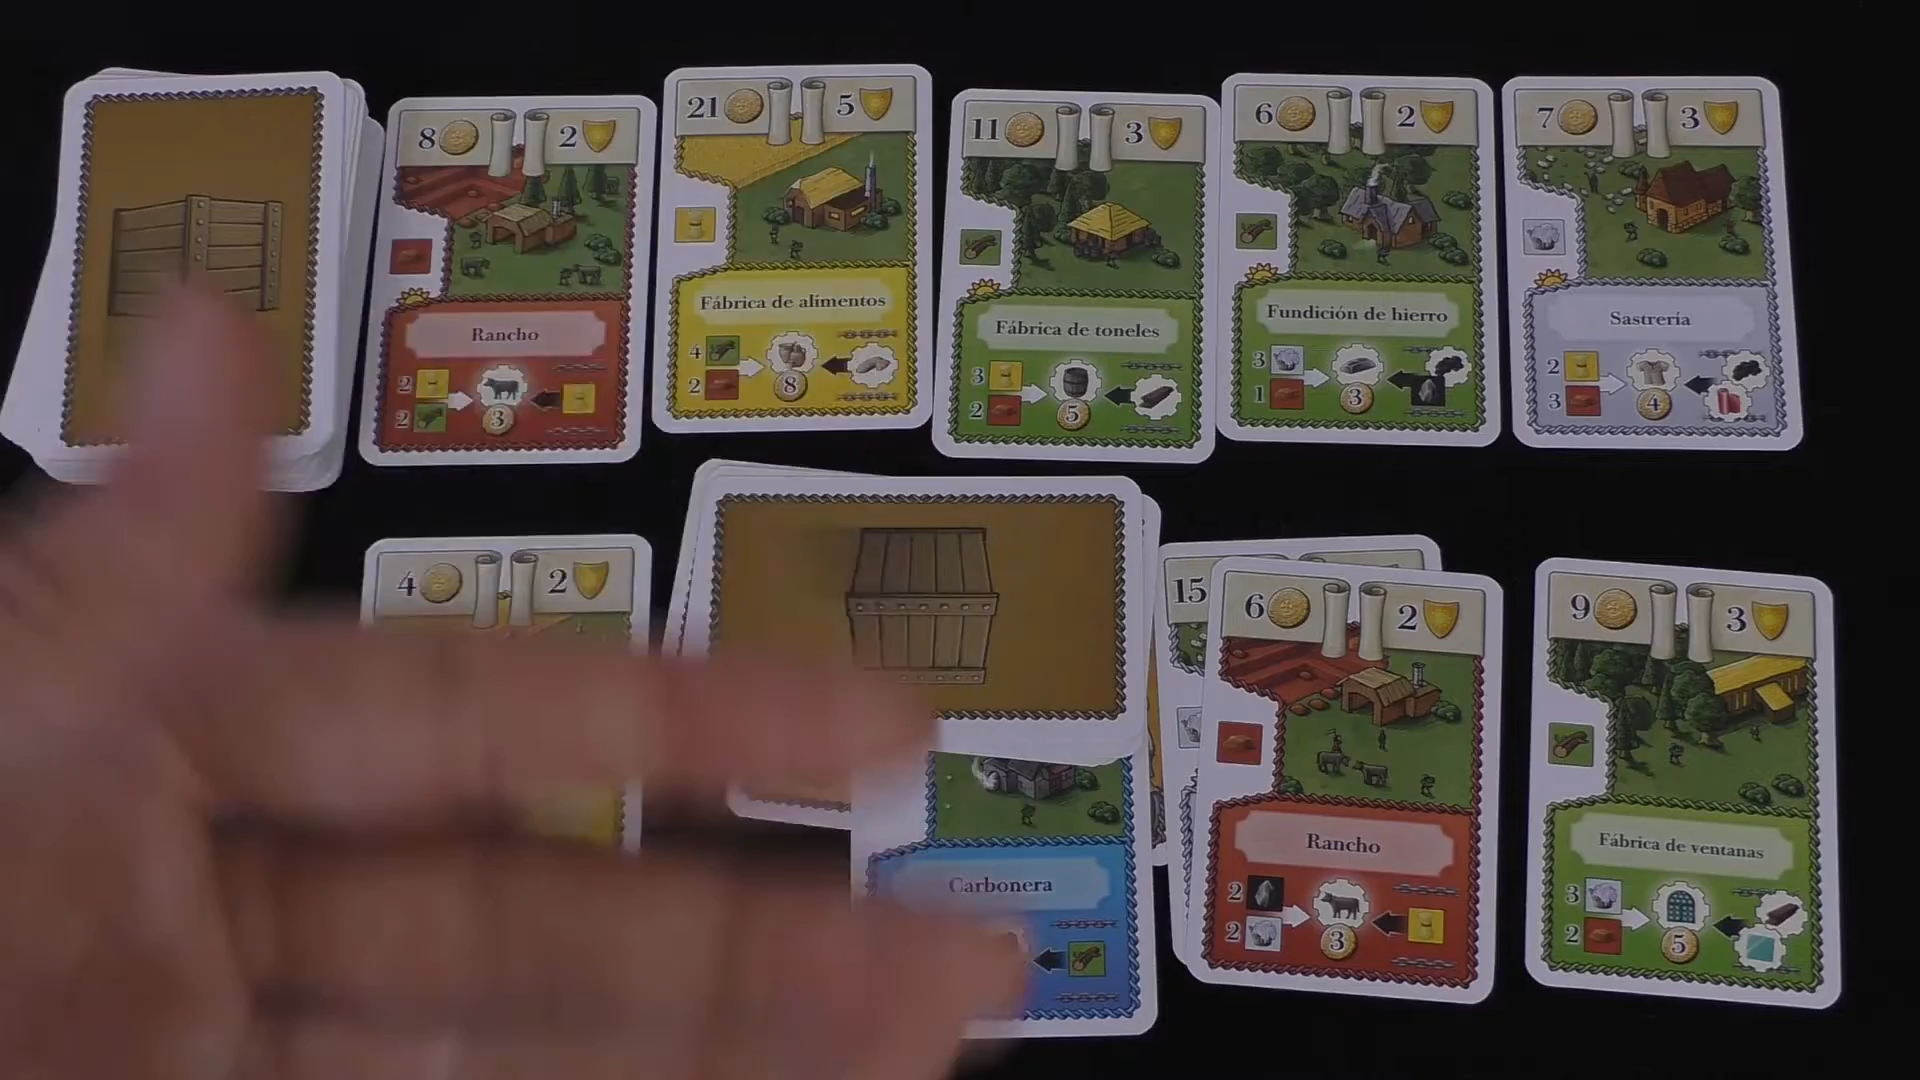 8 2
Rancho
2
2 3
21 5
Fábrica de alimentos
4
2 8
11 3
Fábrica de toneles
3
2 5
6 2
Fundición de hierro
3
1 3
7 3
Sastrería
2
3 4
4 2
Carbonera
15
6 2
Rancho
2
2 3
9 3
Fábrica de ventanas
3
2 5